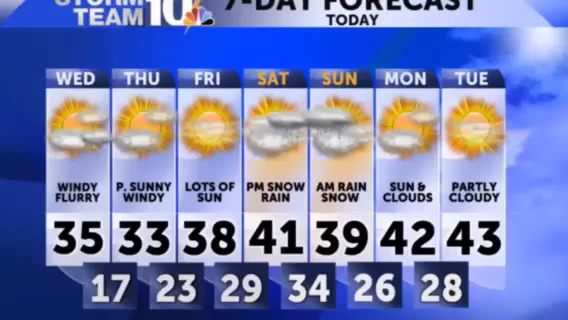 STORM
TEAM 10
7-DAY FORECAST
TODAY
WED THU FRI SAT SUN MON TUE
WINDY FLURRY
P. SUNNY WINDY
LOTS OF SUN
PM SNOW RAIN
AM RAIN SNOW
SUN & CLOUDS
PARTLY CLOUDY
35 33 38 41 39 42 43
17 23 29 34 26 28